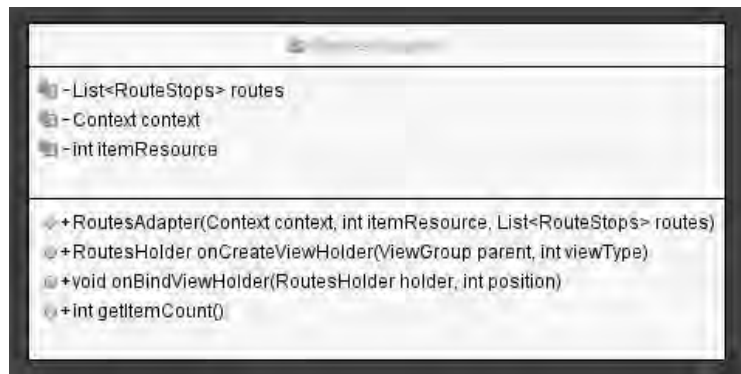 -List<RouteStops> routes
-Context context
-int itemResource
+RoutesAdapter(Context context, int itemResource, List<RouteStops> routes)
+RoutesHolder onCreateViewHolder(ViewGroup parent, int viewType)
+void onBindViewHolder(RoutesHolder holder, int position)
+int getItemCount()